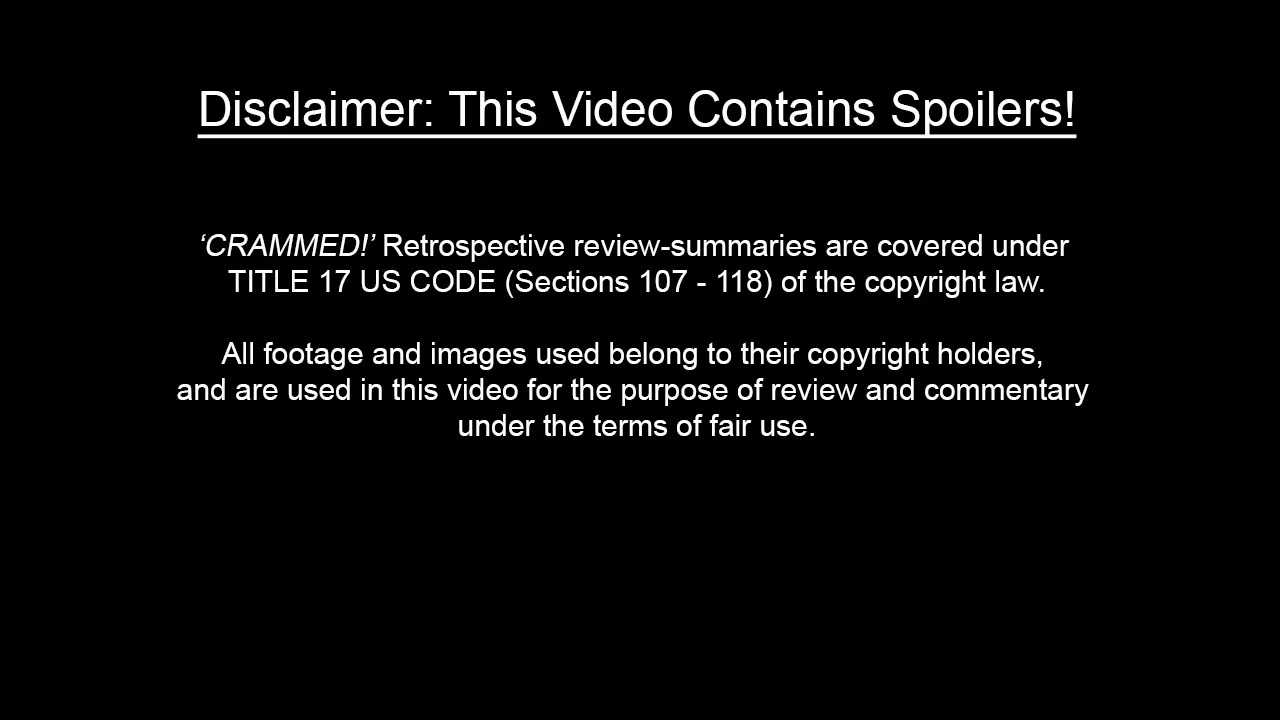 Disclaimer: This Video Contains Spoilers!
‘CRAMMED!’ Retrospective review-summaries are covered under
TITLE 17 US CODE (Sections 107 - 118) of the copyright law.
All footage and images used belong to their copyright holders,
and are used in this video for the purpose of review and commentary
under the terms of fair use.